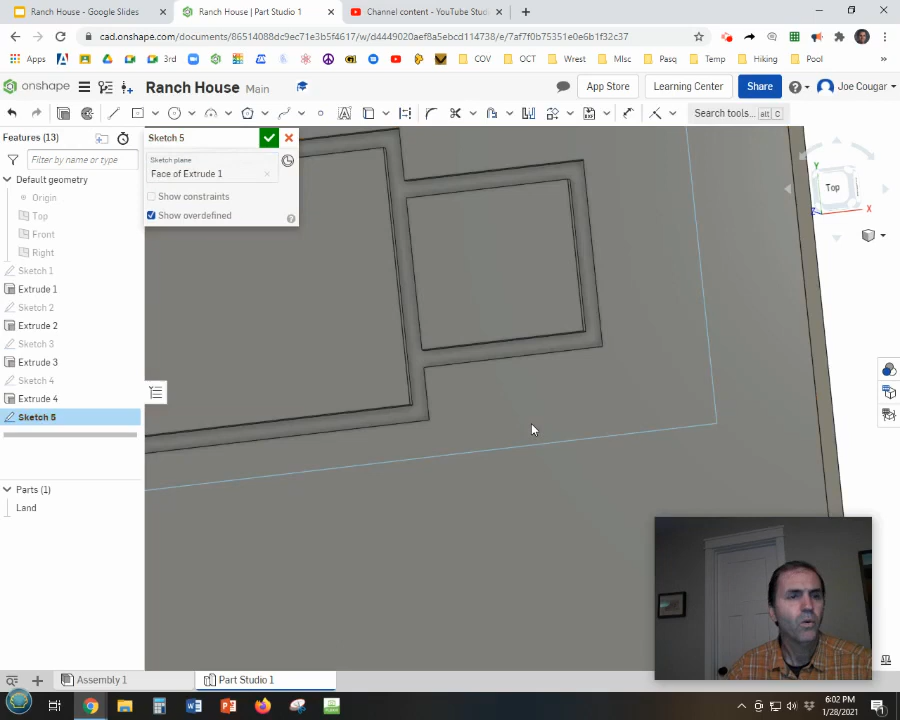 Ranch House - Google Slides
Ranch House | Part Studio 1
Channel content - YouTube Studi
cad.onshape.com/documents/86514088dc9ec71e3b5d4617/w/d4449020aef8a5ebcd114738/e/7af7f0b75351e0e6b1f32c37
Apps
3rd
COV
OCT
MIsc
Pasq
Temp
Hiking
Pool
onshape
Ranch House Main
App Store
Learning Center
Share
Joe Cougar
Search tools... alt C
Features (13)
Filter by name or type
Default geometry
Origin
Top
Front
Right
Sketch 1
Extrude 1
Sketch 2
Extrude 2
Sketch 3
Extrude 3
Sketch 4
Extrude 4
Sketch 5
Parts (1)
Land
Sketch 5
Sketch plane
Face of Extrude 1
Show constraints
Show overdefined
Top
Y
X
Z
Assembly 1
Part Studio 1
6:02 PM
1/28/2021